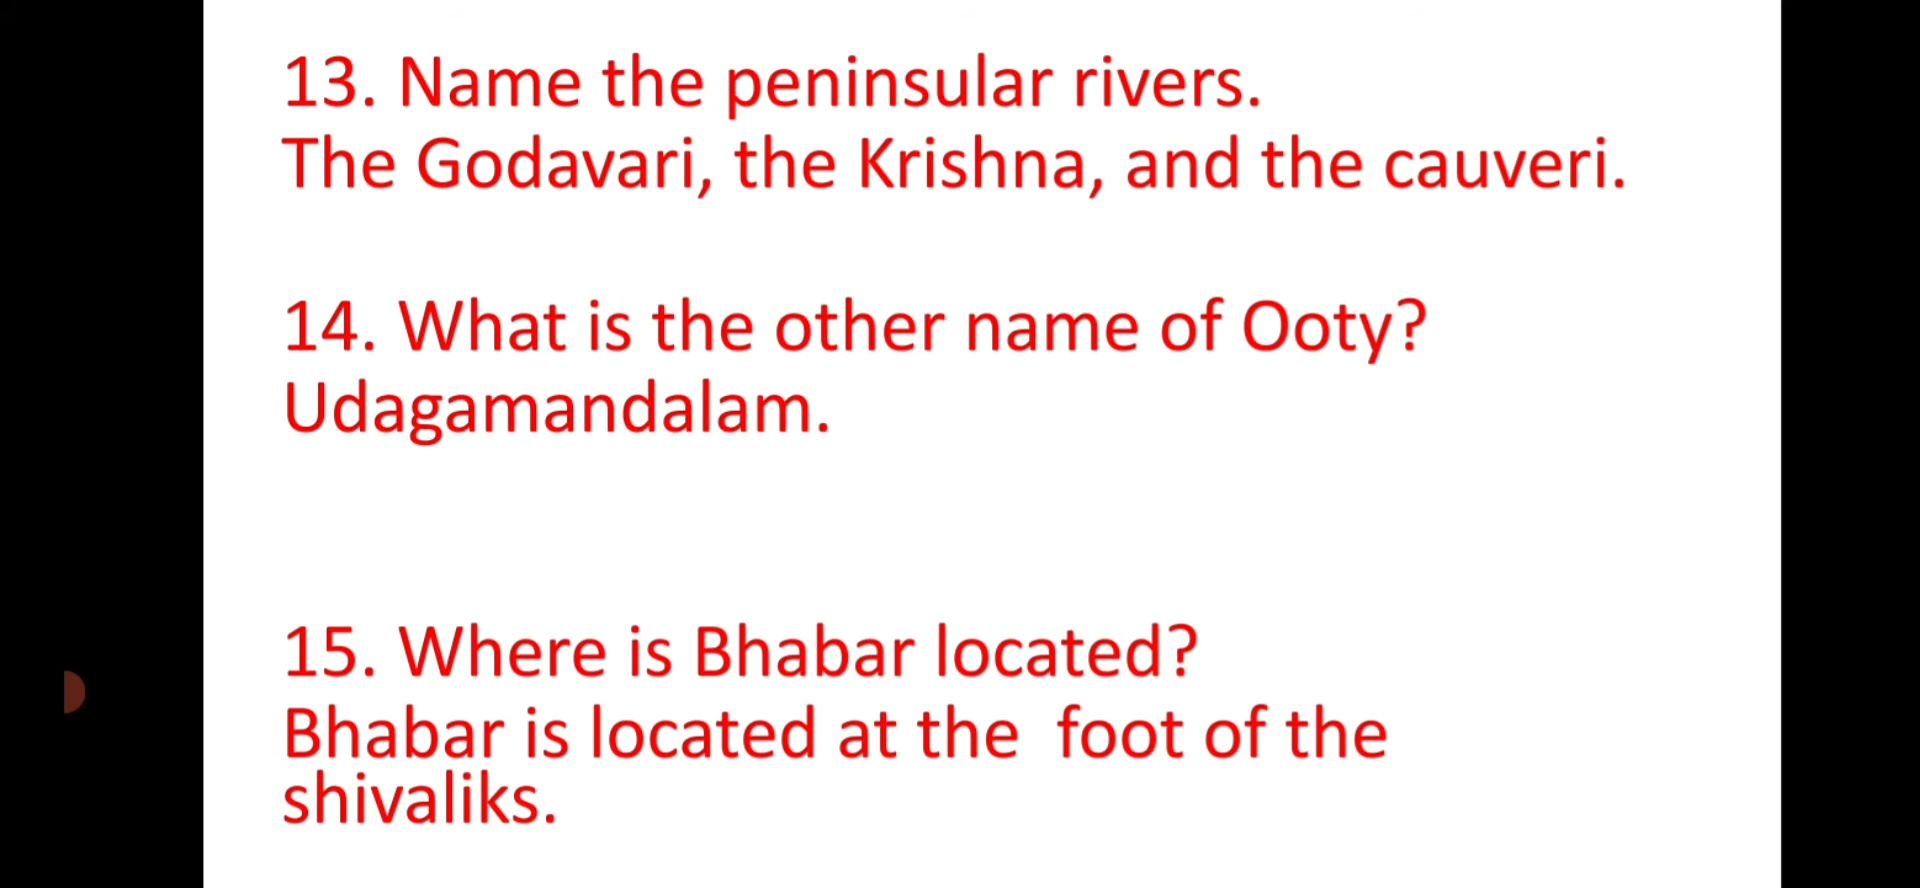 13. Name the peninsular rivers.
The Godavari, the Krishna, and the cauveri.
14. What is the other name of Ooty?
Udagamandalam.
15. Where is Bhabar located?
Bhabar is located at the  foot of the
shivaliks.